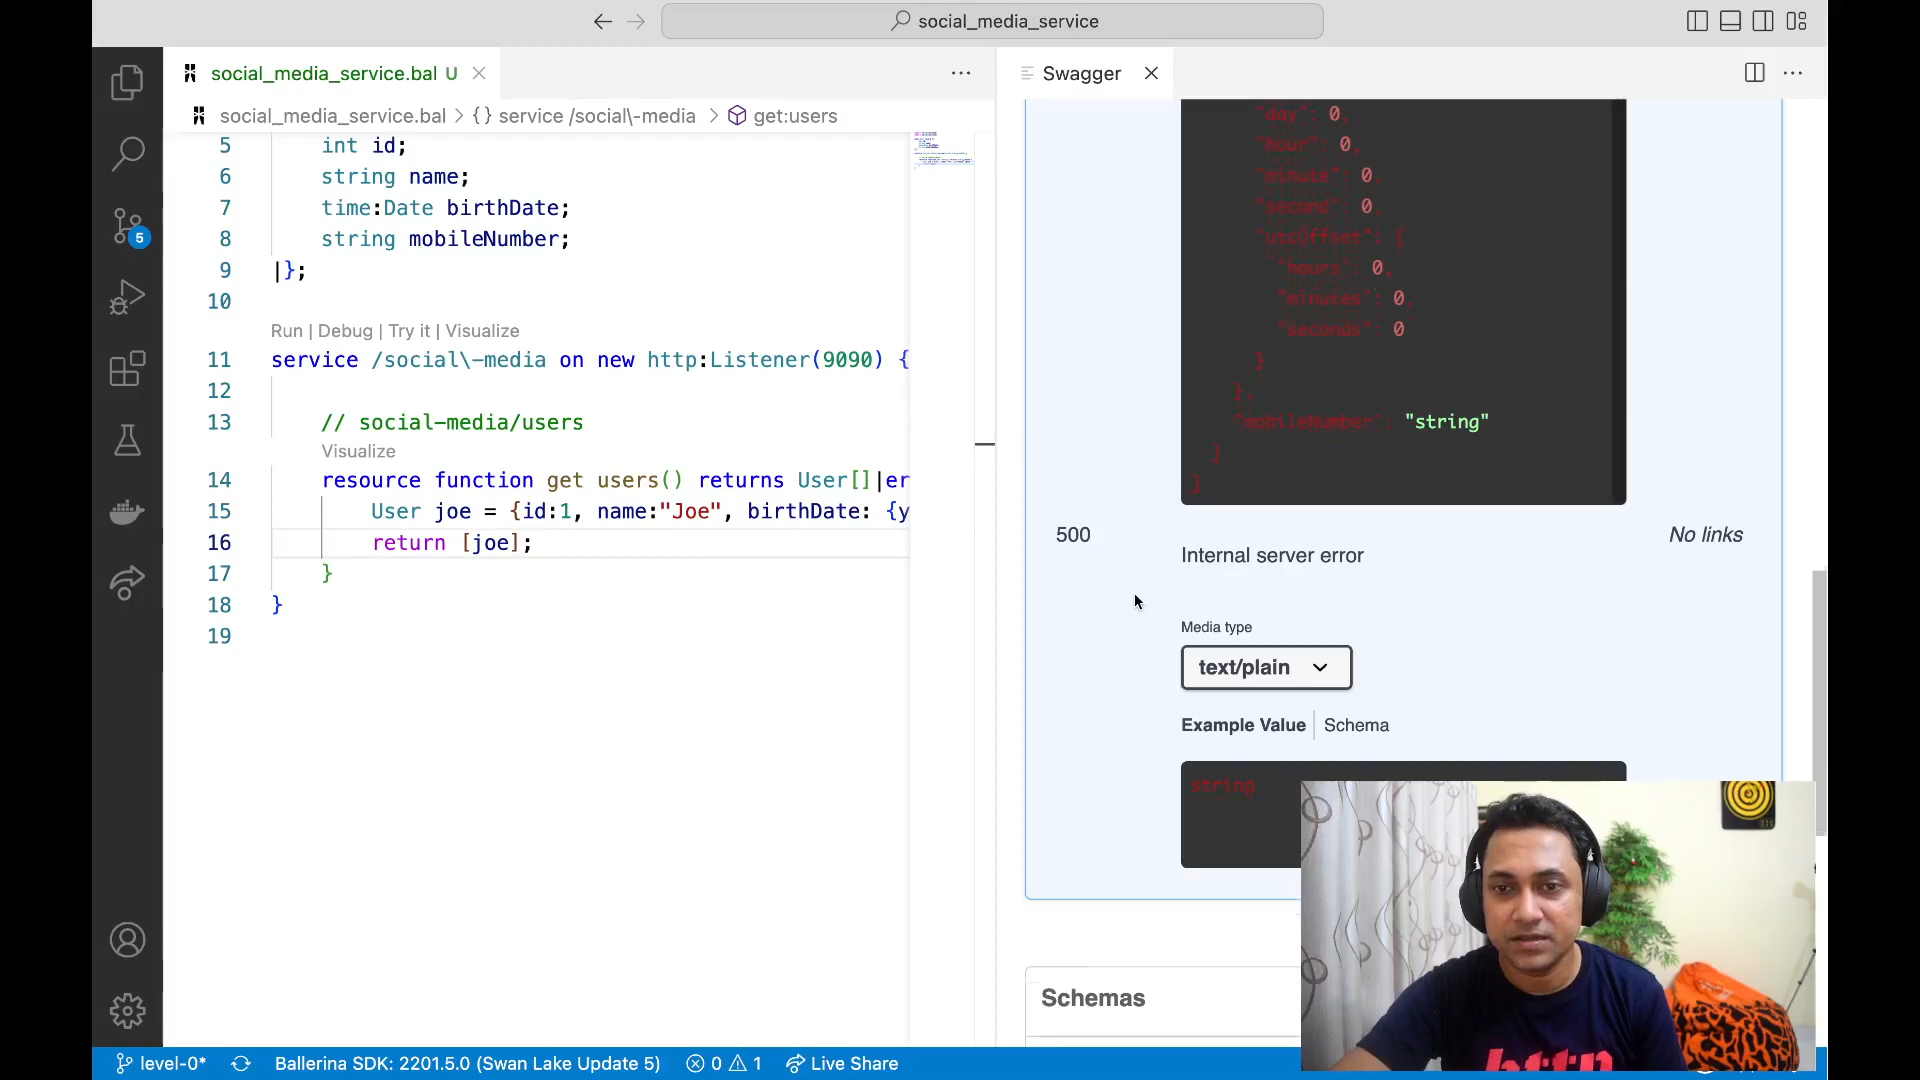 social_media_service
social_media_service.bal U
Swagger
social_media_service.bal > {} service /social\-media > get:users
5 int id;
6 string name;
7 time:Date birthDate;
8 string mobileNumber;
9 |};
10
Run | Debug | Try it | Visualize
11 service /social\-media on new http:Listener(9090) {
12
13 // social-media/users
Visualize
14 resource function get users() returns User[]|er
15 User joe = {id:1, name:"Joe", birthDate: {y
16 return [joe];
17 }
18 }
19
"day": 0,
"hour": 0,
"minute": 0,
"second": 0,
"utcOffset": {
"hours": 0,
"minutes": 0,
"seconds": 0
}
},
"mobileNumber": "string"
}
]
500
Internal server error
No links
Media type
text/plain
Example Value | Schema
string
Schemas
5
level-0*
Ballerina SDK: 2201.5.0 (Swan Lake Update 5)
0 1
Live Share